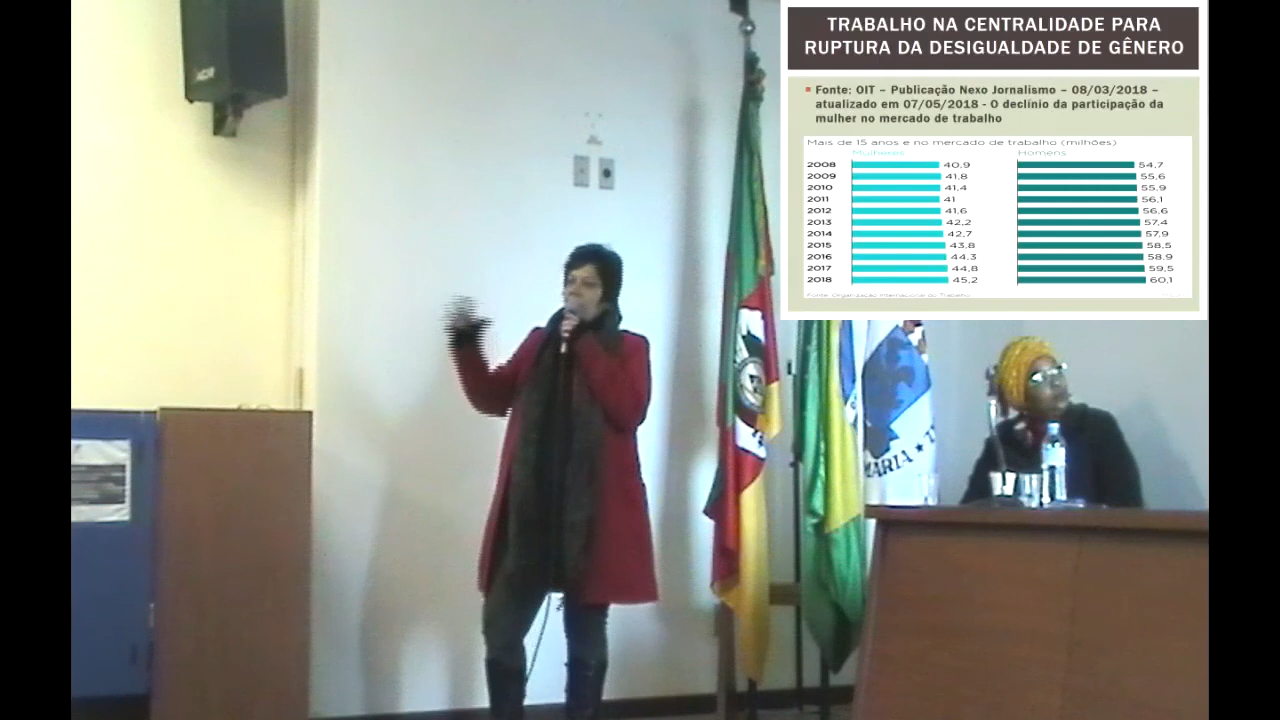 TRABALHO NA CENTRALIDADE PARA
RUPTURA DA DESIGUALDADE DE GÊNERO
Fonte: OIT – Publicação Nexo Jornalismo – 08/03/2018 –
atualizado em 07/05/2018 - O declínio da participação da
mulher no mercado de trabalho
Mais de 15 anos e no mercado de trabalho (milhões)
Mulheres Homens
2008 40,9 54,7
2009 41,8 55,6
2010 41,4 55,9
2011 41 56,1
2012 41,6 56,6
2013 42,2 57,4
2014 42,7 57,9
2015 43,8 58,5
2016 44,3 58,9
2017 44,8 59,5
2018 45,2 60,1
Fonte: Organização Internacional do Trabalho
MARIA ★